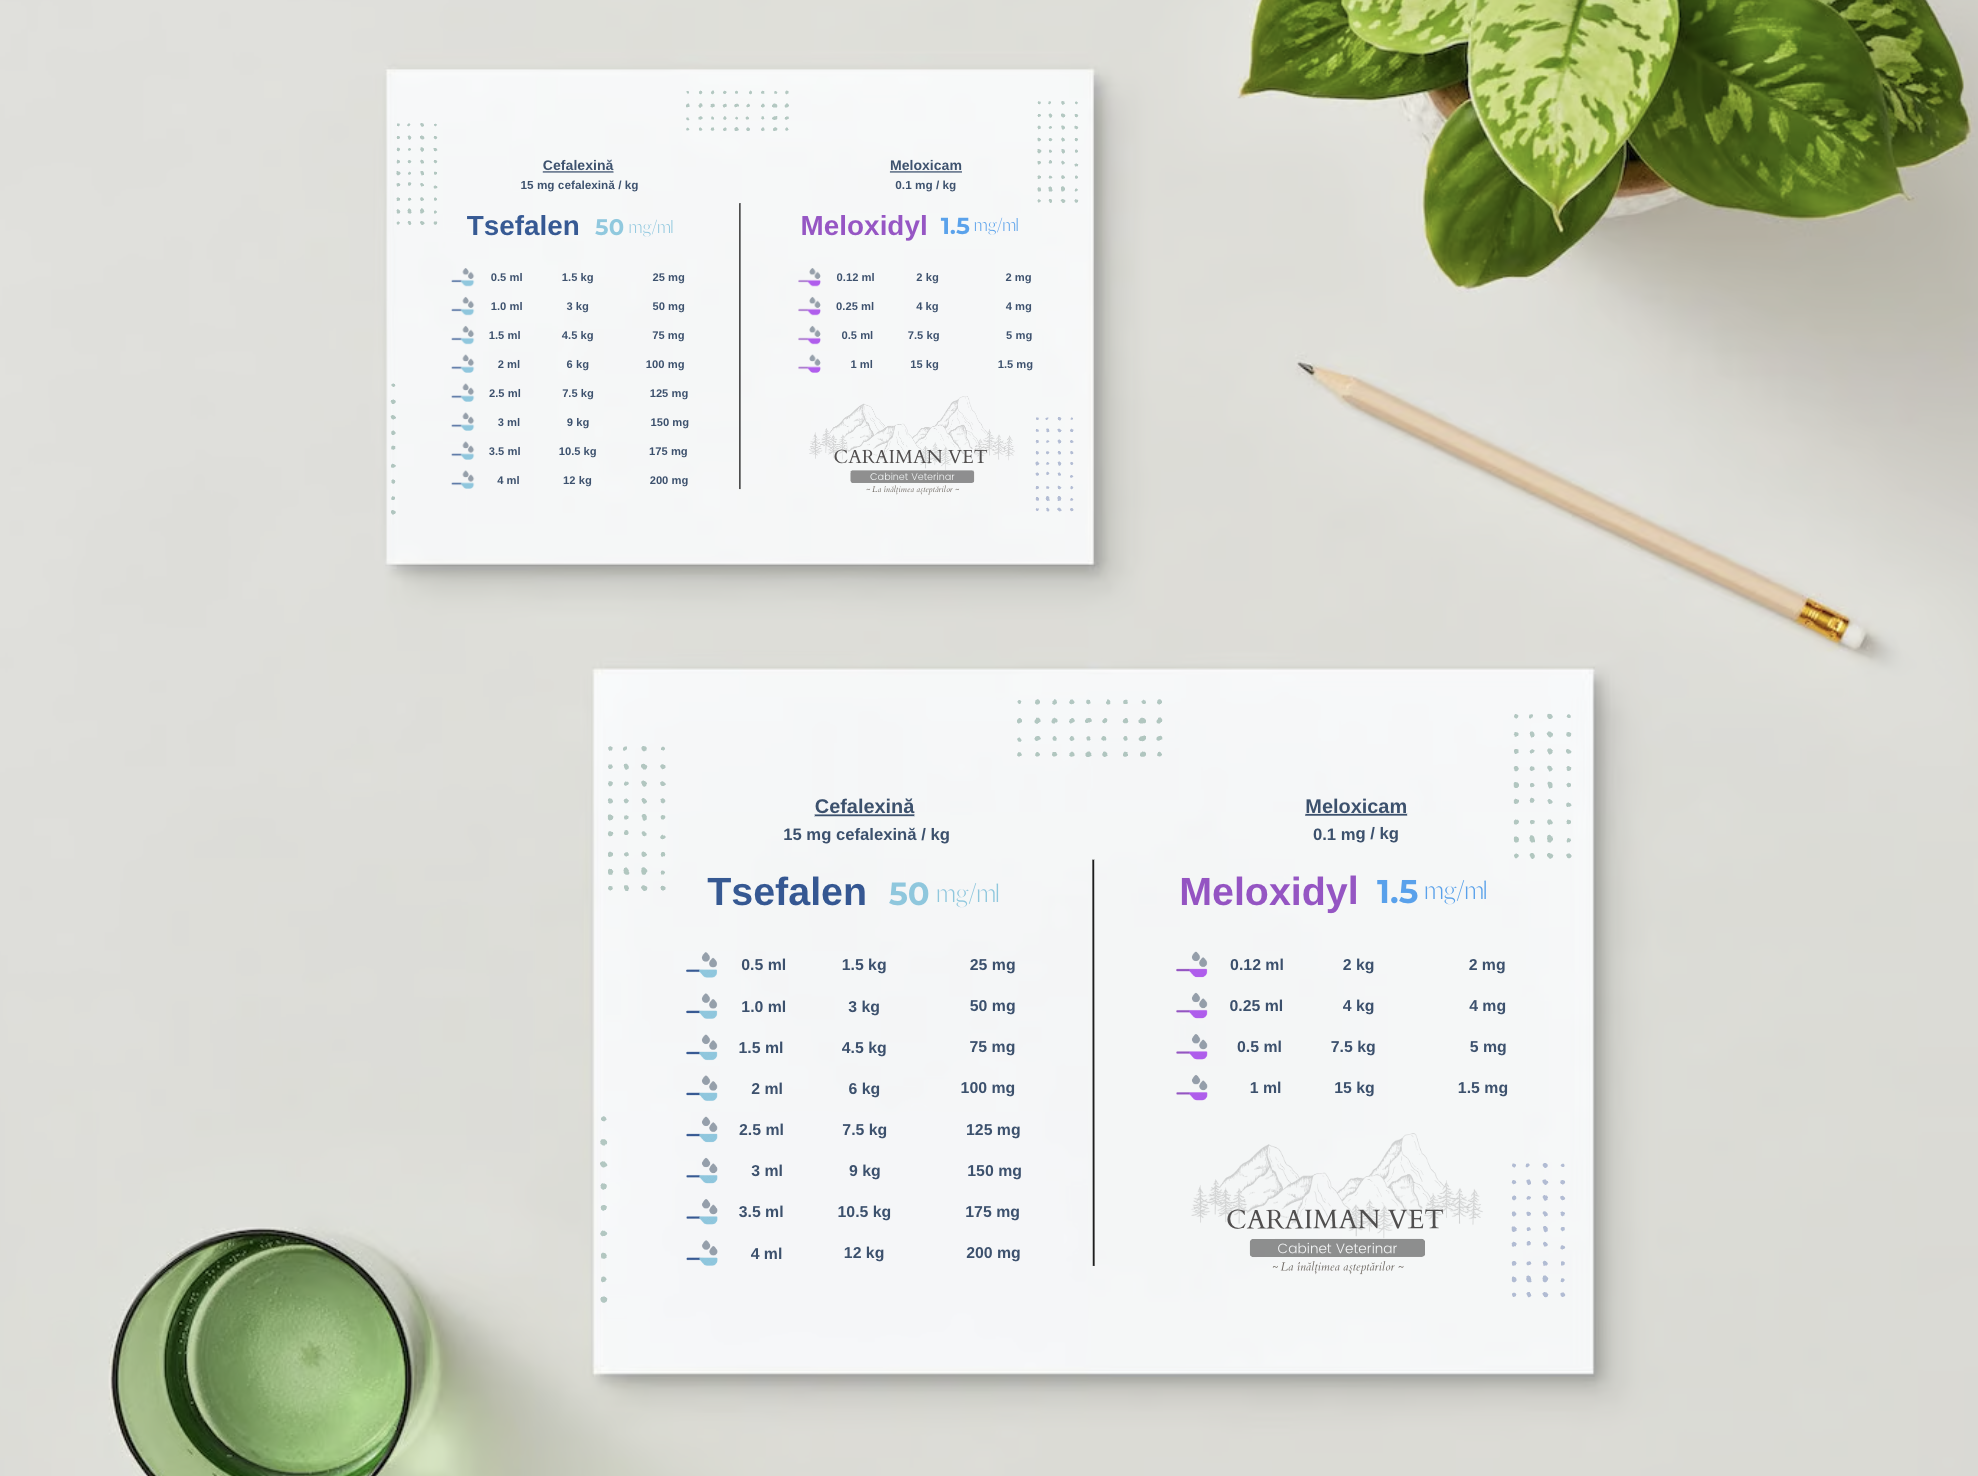 Cefalexină
15 mg cefalexină / kg
Tsefalen 50 mg/ml
0.5 ml 1.5 kg 25 mg
1.0 ml 3 kg 50 mg
1.5 ml 4.5 kg 75 mg
2 ml 6 kg 100 mg
2.5 ml 7.5 kg 125 mg
3 ml 9 kg 150 mg
3.5 ml 10.5 kg 175 mg
4 ml 12 kg 200 mg
Meloxicam
0.1 mg / kg
Meloxidyl 1.5 mg/ml
0.12 ml 2 kg 2 mg
0.25 ml 4 kg 4 mg
0.5 ml 7.5 kg 5 mg
1 ml 15 kg 1.5 mg
CARAIMAN VET
Cabinet Veterinar
~ La înălțimea așteptărilor ~
Cefalexină
15 mg cefalexină / kg
Tsefalen 50 mg/ml
0.5 ml 1.5 kg 25 mg
1.0 ml 3 kg 50 mg
1.5 ml 4.5 kg 75 mg
2 ml 6 kg 100 mg
2.5 ml 7.5 kg 125 mg
3 ml 9 kg 150 mg
3.5 ml 10.5 kg 175 mg
4 ml 12 kg 200 mg
Meloxicam
0.1 mg / kg
Meloxidyl 1.5 mg/ml
0.12 ml 2 kg 2 mg
0.25 ml 4 kg 4 mg
0.5 ml 7.5 kg 5 mg
1 ml 15 kg 1.5 mg
CARAIMAN VET
Cabinet Veterinar
~ La înălțimea așteptărilor ~